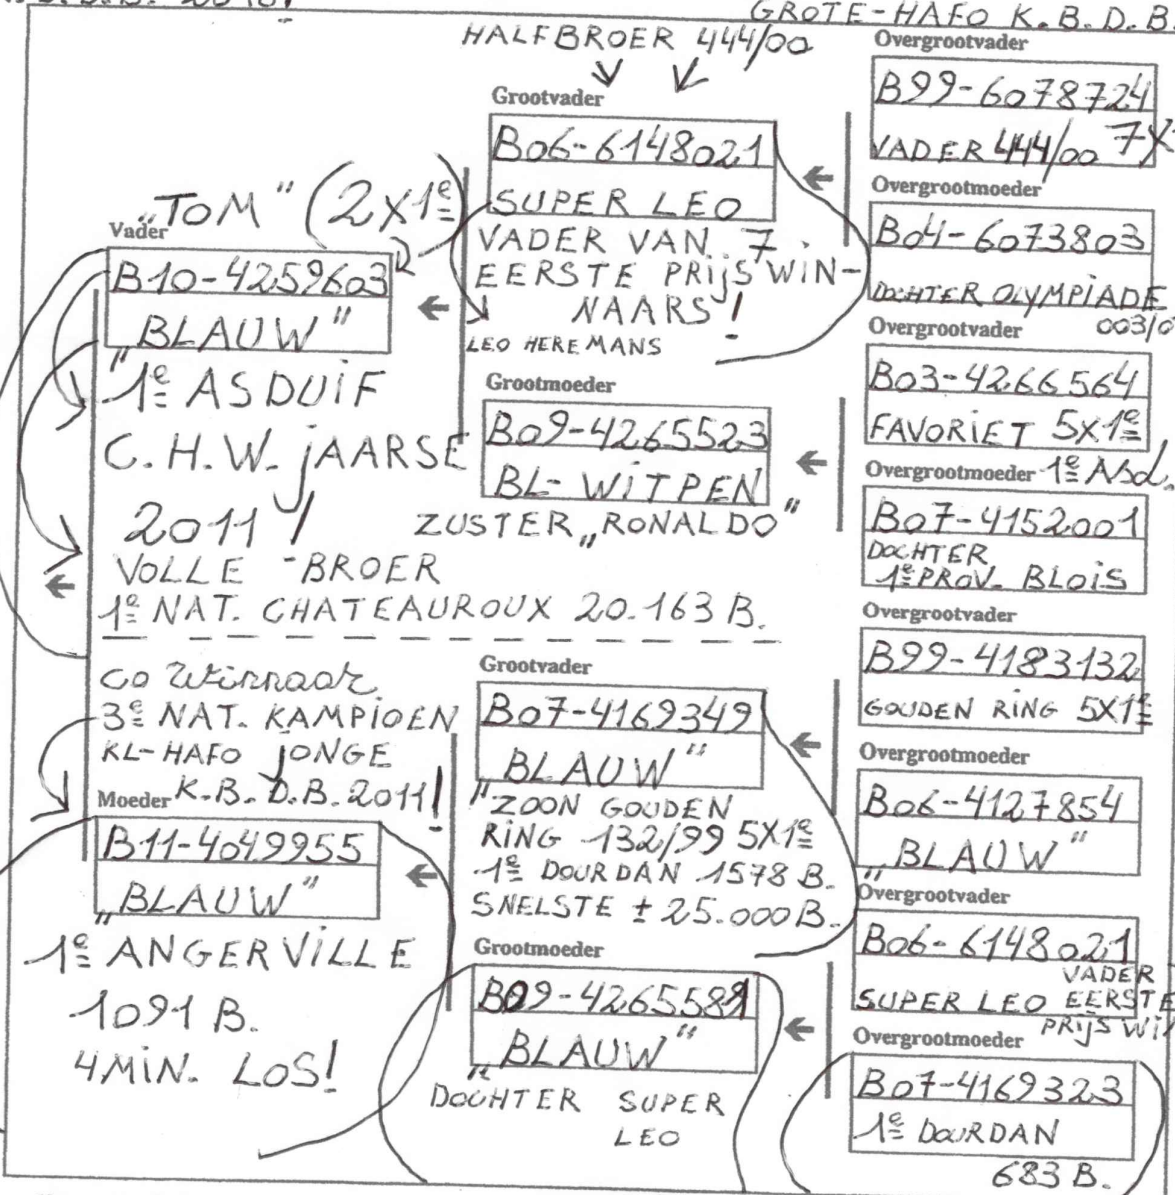 GROTE-HAFO K.B.D.B.
HALFBROER 444/00
"TOM" (2X1e
Vader
B10-4259603
"BLAUW"
1e ASDUIF
C.H.W. JAARSE
2011!
VOLLE - BROER
1e NAT. CHATEAUROUX 20.163 B.
Grootvader
B06-6148021
SUPER LEO
VADER VAN 7
EERSTE PRIJS WIN-
NAARS!
LEO HEREMANS
Grootmoeder
B09-4265523
BL- WITPEN
ZUSTER "RONALDO"
Overgrootvader
B99-6078724
VADER 444/00 7X
Overgrootmoeder
B04-6073803
DOCHTER OLYMPIADE
003/0
Overgrootvader
B03-4266564
FAVORIET 5X1e
Overgrootmoeder 1e Asd.
B07-4152001
DOCHTER
1e PROV. BLOIS
CO Winnaar
3e NAT. KAMPIOEN
KL-HAFO JONGE
K.B.D.B. 2011!
Moeder
B11-4049955
"BLAUW"
1e ANGERVILLE
1091 B.
4 MIN. LOS!
Grootvader
B07-4169349
"BLAUW"
ZOON GOUDEN
RING 132/99 5X1e
1e DOURDAN 1578 B.
SNELSTE ± 25.000 B.
Grootmoeder
B09-4265581
"BLAUW"
DOCHTER SUPER
LEO
Overgrootvader
B99-4183132
GOUDEN RING 5X1e
Overgrootmoeder
B06-4127854
"BLAUW"
Overgrootvader
B06-6148021
VADER
SUPER LEO EERSTE
PRIJS WI
Overgrootmoeder
B07-4169323
1e DOURDAN
683 B.